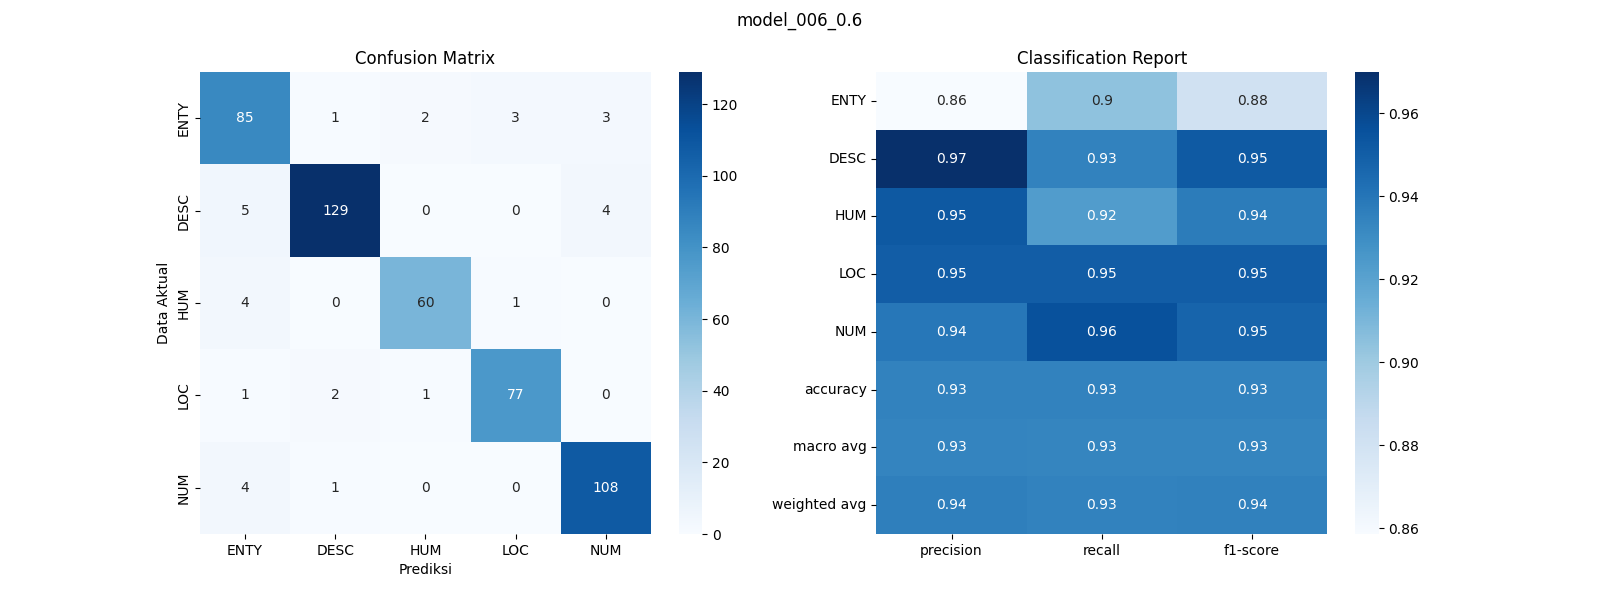 model_006_0.6
Confusion Matrix
Data Aktual
ENTY 85 1 2 3 3
DESC 5 129 0 0 4
HUM 4 0 60 1 0
LOC 1 2 1 77 0
NUM 4 1 0 0 108
ENTY DESC HUM LOC NUM
Prediksi
120
100
80
60
40
20
0
Classification Report
ENTY 0.86 0.9 0.88
DESC 0.97 0.93 0.95
HUM 0.95 0.92 0.94
LOC 0.95 0.95 0.95
NUM 0.94 0.96 0.95
accuracy 0.93 0.93 0.93
macro avg 0.93 0.93 0.93
weighted avg 0.94 0.93 0.94
precision recall f1-score
0.96
0.94
0.92
0.90
0.88
0.86